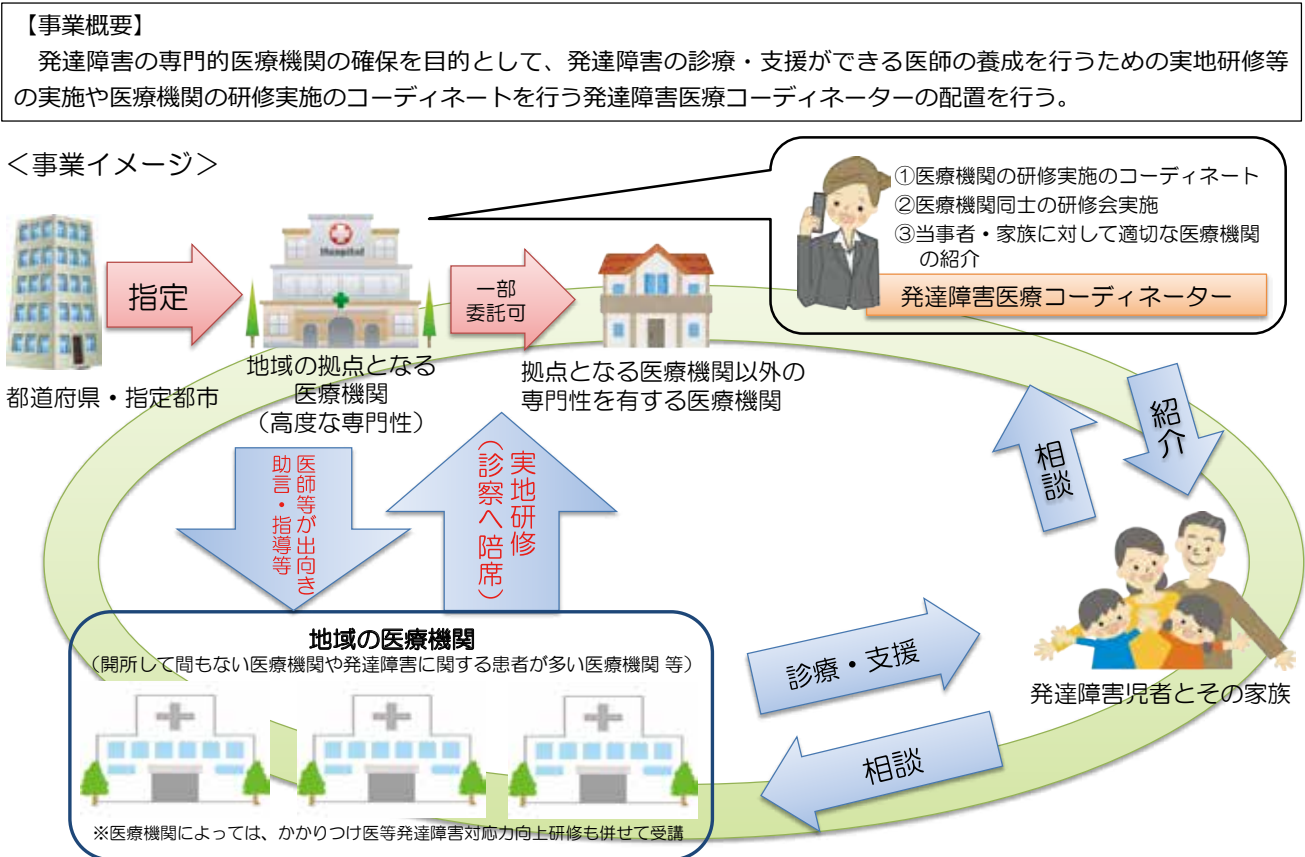 【事業概要】
発達障害の専門的医療機関の確保を目的として、発達障害の診療・支援ができる医師の養成を行うための実地研修等
の実施や医療機関の研修実施のコーディネートを行う発達障害医療コーディネーターの配置を行う。
＜事業イメージ＞
①医療機関の研修実施のコーディネート
②医療機関同士の研修会実施
③当事者・家族に対して適切な医療機関
の紹介
発達障害医療コーディネーター
指定
Hospital
一部
委託可
都道府県・指定都市
地域の拠点となる
医療機関
（高度な専門性）
拠点となる医療機関以外の
専門性を有する医療機関
医師等が出向き
助言・指導等
実地研修
（診察へ陪席）
相談
紹介
地域の医療機関
（開所して間もない医療機関や発達障害に関する患者が多い医療機関 等）
※医療機関によっては、かかりつけ医等発達障害対応力向上研修も併せて受講
診療・支援
相談
発達障害児者とその家族